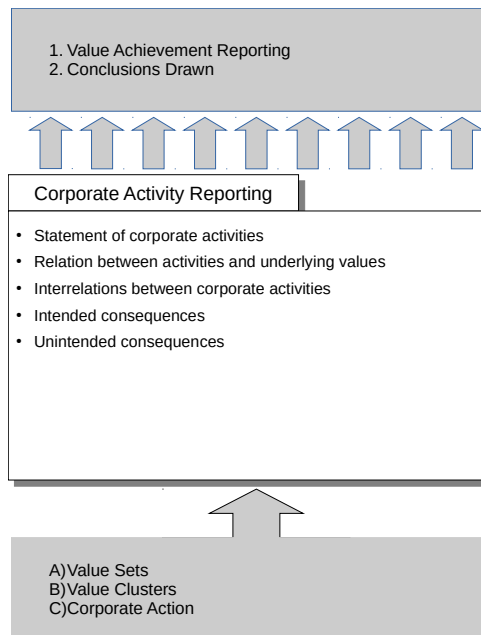 1. Value Achievement Reporting
2. Conclusions Drawn
Corporate Activity Reporting
• Statement of corporate activities
• Relation between activities and underlying values
• Interrelations between corporate activities
• Intended consequences
• Unintended consequences
A)Value Sets
B)Value Clusters
C)Corporate Action